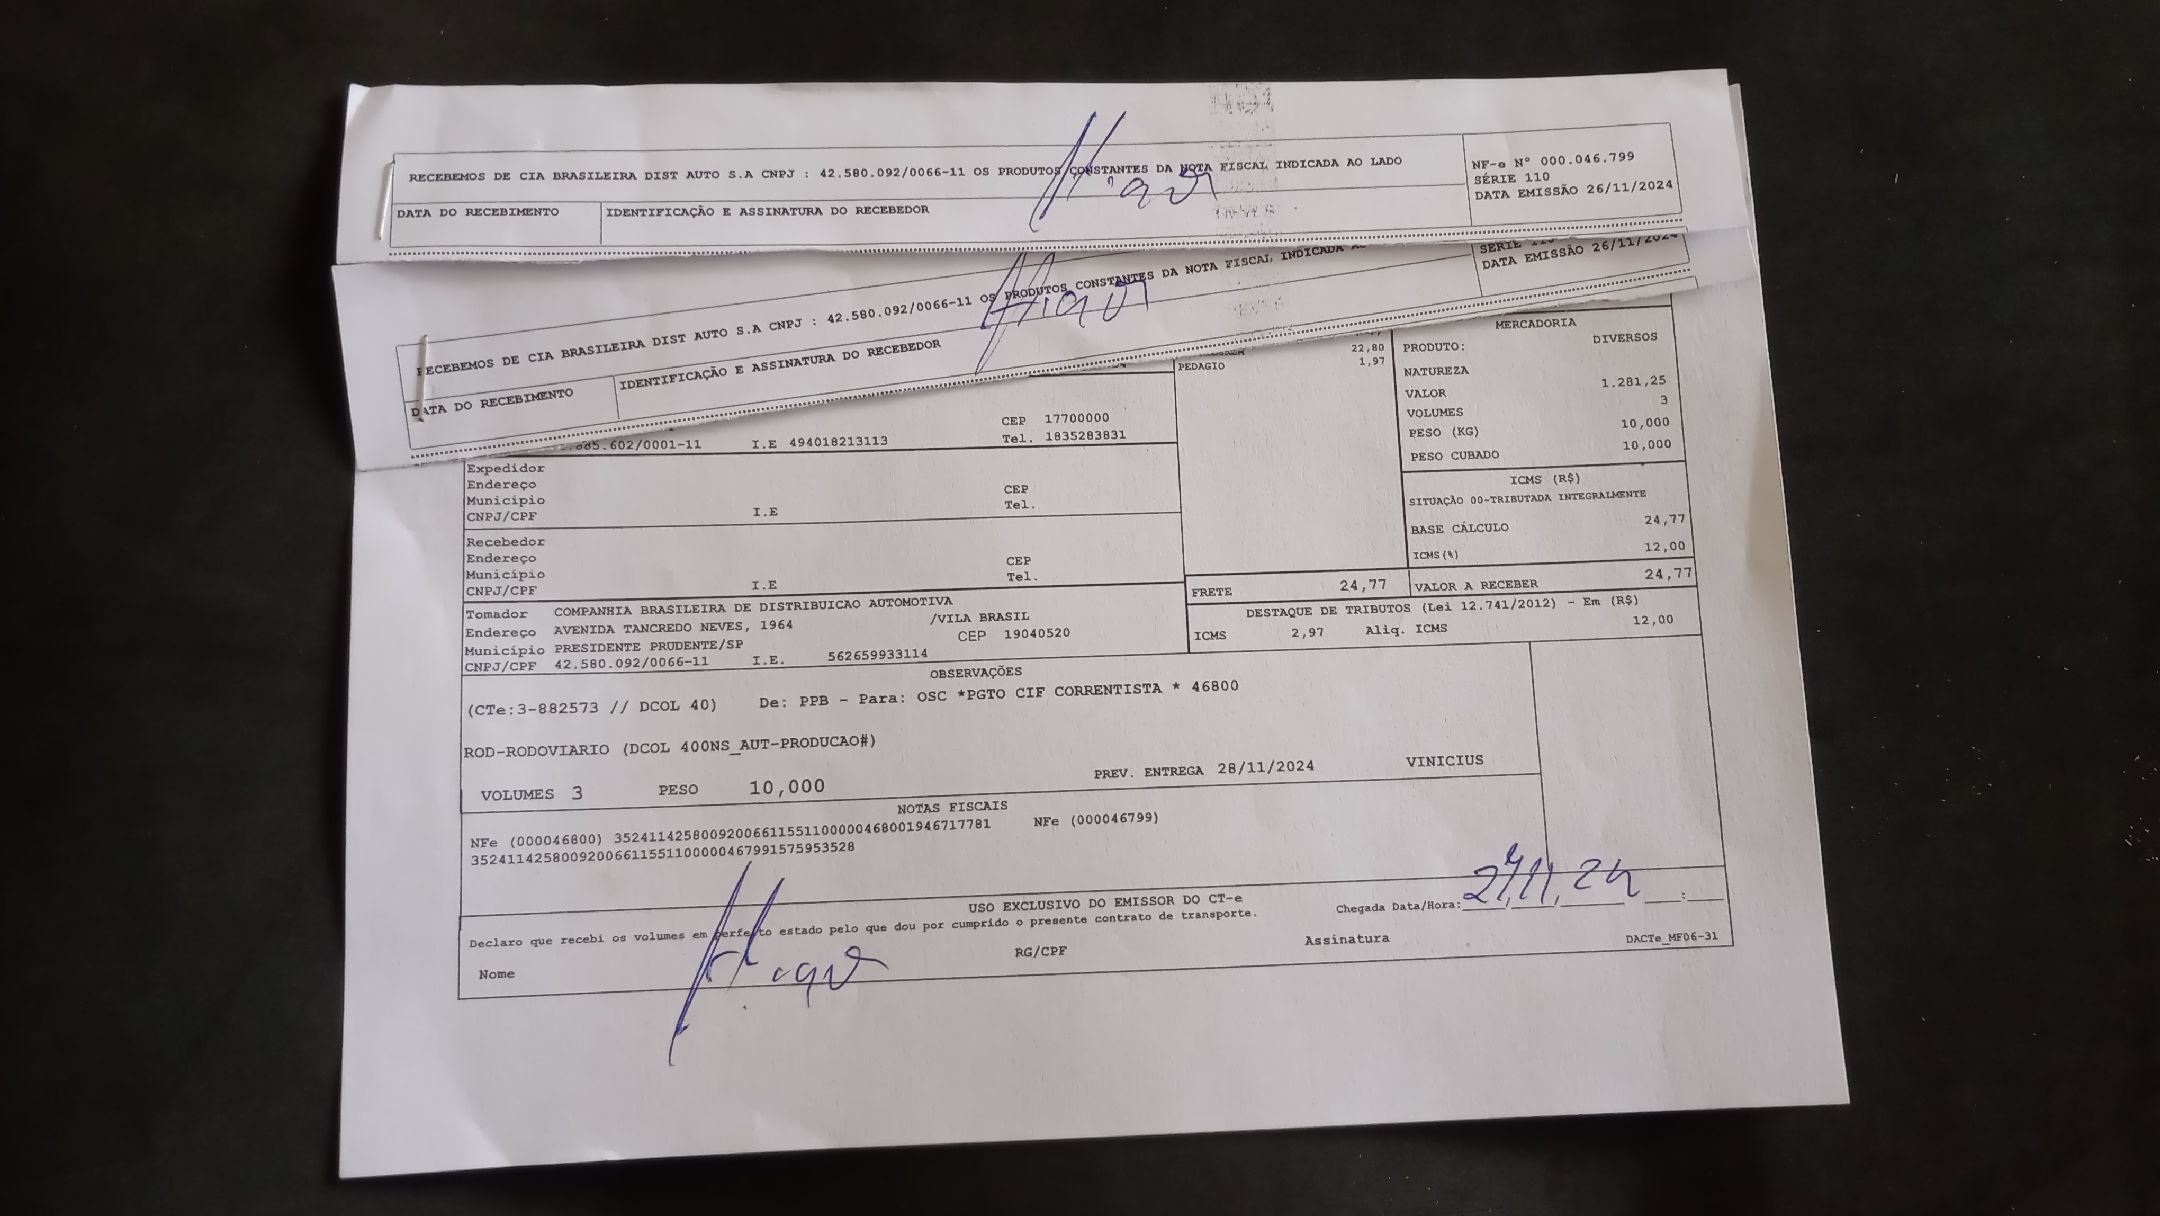 RECEBEMOS DE CIA BRASILEIRA DIST AUTO S.A CNPJ : 42.580.092/0066-11 OS PRODUTOS CONSTANTES DA NOTA FISCAL INDICADA AO LADO
NF-e Nº 000.046.799
SÉRIE 110
DATA EMISSÃO 26/11/2024
DATA DO RECEBIMENTO
IDENTIFICAÇÃO E ASSINATURA DO RECEBEDOR
RECEBEMOS DE CIA BRASILEIRA DIST AUTO S.A CNPJ : 42.580.092/0066-11 OS PRODUTOS CONSTANTES DA NOTA FISCAL INDICADA
SÉRIE
DATA EMISSÃO 26/11/2024
DATA DO RECEBIMENTO
IDENTIFICAÇÃO E ASSINATURA DO RECEBEDOR
22,80
PEDAGIO 1,97
MERCADORIA
PRODUTO: DIVERSOS
NATUREZA
VALOR 1.281,25
VOLUMES 3
PESO (KG) 10,000
PESO CUBADO 10,000
CEP 17700000
602/0001-11 I.E 494018213113 Tel. 1835283831
Expedidor
Endereço CEP
Município Tel.
CNPJ/CPF I.E
ICMS (R$)
SITUAÇÃO 00-TRIBUTADA INTEGRALMENTE
BASE CÁLCULO 24,77
ICMS(%) 12,00
Recebedor
Endereço CEP
Município Tel.
CNPJ/CPF I.E
FRETE 24,77 VALOR A RECEBER 24,77
Tomador COMPANHIA BRASILEIRA DE DISTRIBUICAO AUTOMOTIVA
Endereço AVENIDA TANCREDO NEVES, 1964 /VILA BRASIL
Município PRESIDENTE PRUDENTE/SP CEP 19040520
CNPJ/CPF 42.580.092/0066-11 I.E. 562659933114
DESTAQUE DE TRIBUTOS (Lei 12.741/2012) - Em (R$)
ICMS 2,97 Aliq. ICMS 12,00
OBSERVAÇÕES
(CTe:3-882573 // DCOL 40) De: PPB - Para: OSC *PGTO CIF CORRENTISTA * 46800
ROD-RODOVIARIO (DCOL 400NS_AUT-PRODUCAO#)
VOLUMES 3 PESO 10,000 PREV. ENTREGA 28/11/2024 VINICIUS
NOTAS FISCAIS
NFe (000046800) 35241142580092006611551100000468001946717781 NFe (000046799)
35241142580092006611551100000467991575953528
USO EXCLUSIVO DO EMISSOR DO CT-e
Declaro que recebi os volumes em perfeito estado pelo que dou por cumprido o presente contrato de transporte.
Chegada Data/Hora: :
Nome RG/CPF Assinatura DACTe_MF06-31